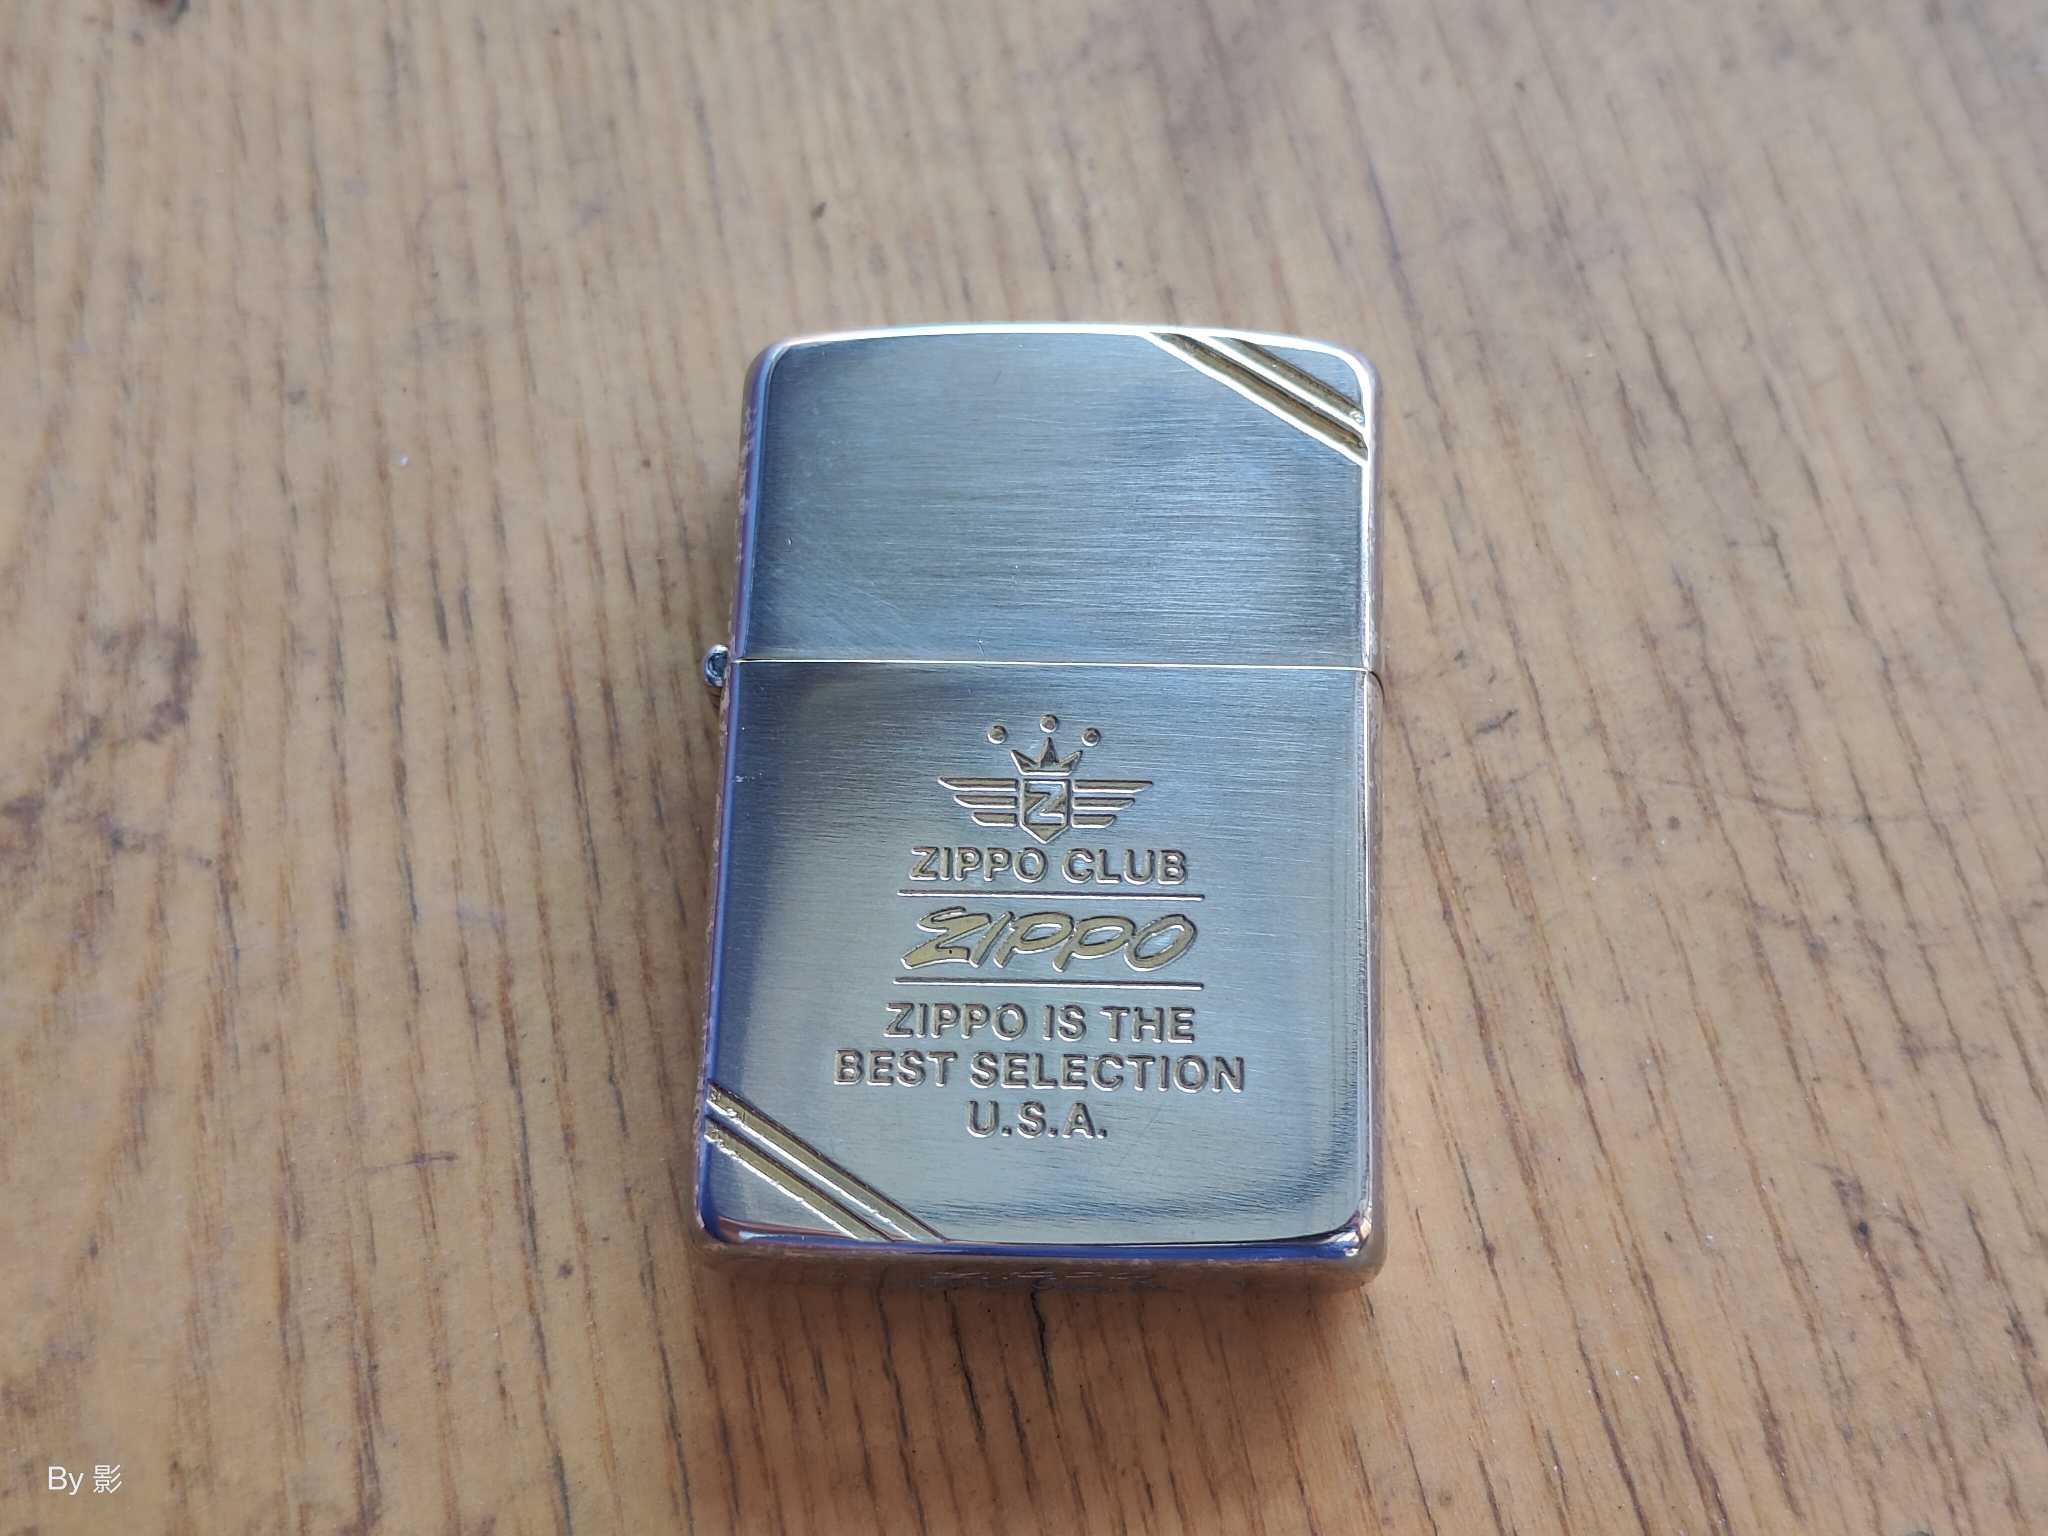 Z
ZIPPO CLUB
ZIPPO
ZIPPO IS THE
BEST SELECTION
U.S.A.
By 影